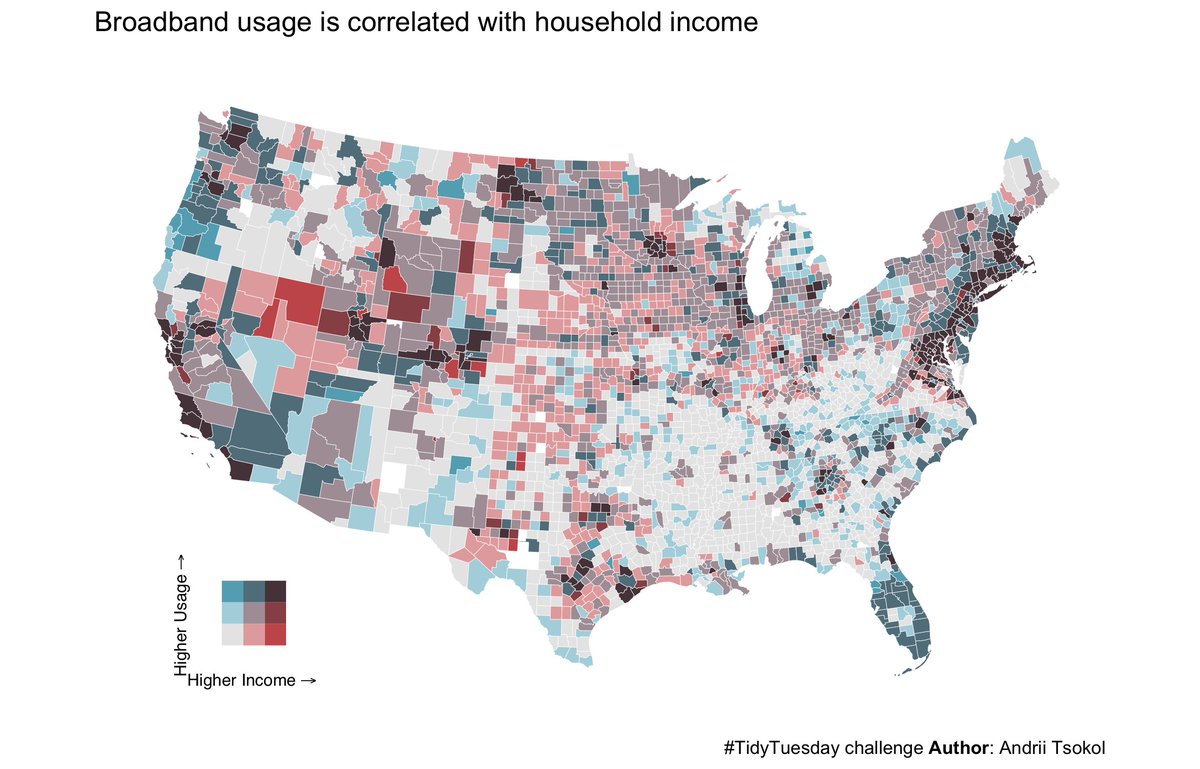 Broadband usage is correlated with household income
Higher Usage →
Higher Income →
#TidyTuesday challenge Author: Andrii Tsokol